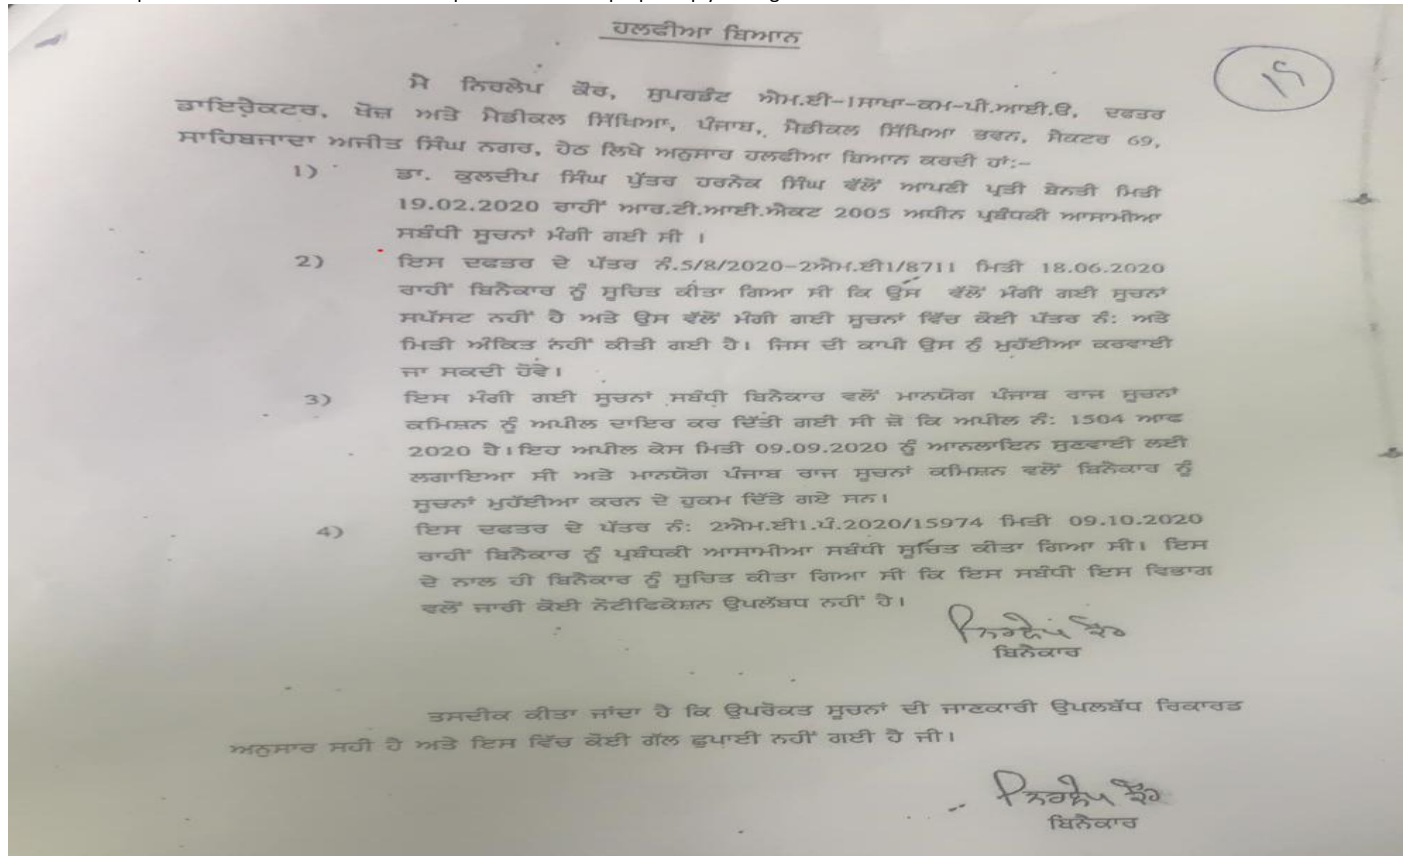 ਹਲਫੀਆ ਬਿਆਨ
੧੨
ਮੈ ਨਿਰਲੇਪ ਕੌਰ, ਸੁਪਰਡੰਟ ਐਮ.ਈ-1ਸਾਖਾ-ਕਮ-ਪੀ.ਆਈ.ਓ, ਦਫਤਰ
ਡਾਇਰੈਕਟਰ, ਖੋਜ ਅਤੇ ਮੈਡੀਕਲ ਸਿੱਖਿਆ, ਪੰਜਾਬ, ਮੈਡੀਕਲ ਸਿੱਖਿਆ ਭਵਨ, ਸੈਕਟਰ 69,
ਸਾਹਿਬਜਾਦਾ ਅਜੀਤ ਸਿੰਘ ਨਗਰ, ਹੇਠ ਲਿਖੇ ਅਨੁਸਾਰ ਹਲਫੀਆ ਬਿਆਨ ਕਰਦੀ ਹਾਂ:-
1) ਡਾ. ਕੁਲਦੀਪ ਸਿੰਘ ਪੁੱਤਰ ਹਰਨੇਕ ਸਿੰਘ ਵੱਲੋਂ ਆਪਣੀ ਪ੍ਰਤੀ ਬੇਨਤੀ ਮਿਤੀ
19.02.2020 ਰਾਹੀਂ ਆਰ.ਟੀ.ਆਈ.ਐਕਟ 2005 ਅਧੀਨ ਪ੍ਰਬੰਧਕੀ ਆਸਾਮੀਆ
ਸਬੰਧੀ ਸੂਚਨਾਂ ਮੰਗੀ ਗਈ ਸੀ ।
2) ਇਸ ਦਫਤਰ ਦੇ ਪੱਤਰ ਨੰ.5/8/2020-2ਐਮ.ਈ1/8711 ਮਿਤੀ 18.06.2020
ਰਾਹੀਂ ਬਿਨੈਕਾਰ ਨੂੰ ਸੂਚਿਤ ਕੀਤਾ ਗਿਆ ਸੀ ਕਿ ਉਸ ਵੱਲੋਂ ਮੰਗੀ ਗਈ ਸੂਚਨਾਂ
ਸਪੱਸਟ ਨਹੀਂ ਹੈ ਅਤੇ ਉਸ ਵੱਲੋਂ ਮੰਗੀ ਗਈ ਸੂਚਨਾਂ ਵਿੱਚ ਕੋਈ ਪੱਤਰ ਨੰ: ਅਤੇ
ਮਿਤੀ ਅੰਕਿਤ ਨਹੀਂ ਕੀਤੀ ਗਈ ਹੈ। ਜਿਸ ਦੀ ਕਾਪੀ ਉਸ ਨੂੰ ਮੁਹੱਈਆ ਕਰਵਾਈ
ਜਾ ਸਕਦੀ ਹੋਵੇ।
3) ਇਸ ਮੰਗੀ ਗਈ ਸੂਚਨਾਂ ਸਬੰਧੀ ਬਿਨੈਕਾਰ ਵਲੋਂ ਮਾਨਯੋਗ ਪੰਜਾਬ ਰਾਜ ਸੂਚਨਾਂ
ਕਮਿਸ਼ਨ ਨੂੰ ਅਪੀਲ ਦਾਇਰ ਕਰ ਦਿੱਤੀ ਗਈ ਸੀ ਜੋ ਕਿ ਅਪੀਲ ਨੰ: 1504 ਆਫ
2020 ਹੈ।ਇਹ ਅਪੀਲ ਕੇਸ ਮਿਤੀ 09.09.2020 ਨੂੰ ਆਨਲਾਇਨ ਸੁਣਵਾਈ ਲਈ
ਲਗਾਇਆ ਸੀ ਅਤੇ ਮਾਨਯੋਗ ਪੰਜਾਬ ਰਾਜ ਸੂਚਨਾਂ ਕਮਿਸ਼ਨ ਵਲੋਂ ਬਿਨੈਕਾਰ ਨੂੰ
ਸੂਚਨਾਂ ਮੁਹੱਈਆ ਕਰਨ ਦੇ ਹੁਕਮ ਦਿੱਤੇ ਗਏ ਸਨ।
4) ਇਸ ਦਫਤਰ ਦੇ ਪੱਤਰ ਨੰ: 2ਐਮ.ਈ1.ਪੰ.2020/15974 ਮਿਤੀ 09.10.2020
ਰਾਹੀਂ ਬਿਨੈਕਾਰ ਨੂੰ ਪ੍ਰਬੰਧਕੀ ਆਸਾਮੀਆ ਸਬੰਧੀ ਸੂਚਿਤ ਕੀਤਾ ਗਿਆ ਸੀ। ਇਸ
ਦੇ ਨਾਲ ਹੀ ਬਿਨੈਕਾਰ ਨੂੰ ਸੂਚਿਤ ਕੀਤਾ ਗਿਆ ਸੀ ਕਿ ਇਸ ਸਬੰਧੀ ਇਸ ਵਿਭਾਗ
ਵਲੋਂ ਜਾਰੀ ਕੋਈ ਨੋਟੀਫਿਕੇਸ਼ਨ ਉਪਲੱਬਧ ਨਹੀਂ ਹੈ।
ਨਿਰਲੇਪ ਕੌਰ
ਬਿਨੈਕਾਰ
ਤਸਦੀਕ ਕੀਤਾ ਜਾਂਦਾ ਹੈ ਕਿ ਉਪਰੋਕਤ ਸੂਚਨਾਂ ਦੀ ਜਾਣਕਾਰੀ ਉਪਲਬੱਧ ਰਿਕਾਰਡ
ਅਨੁਸਾਰ ਸਹੀ ਹੈ ਅਤੇ ਇਸ ਵਿੱਚ ਕੋਈ ਗੱਲ ਛੁਪਾਈ ਨਹੀਂ ਗਈ ਹੈ ਜੀ।
ਨਿਰਲੇਪ ਕੌਰ
ਬਿਨੈਕਾਰ